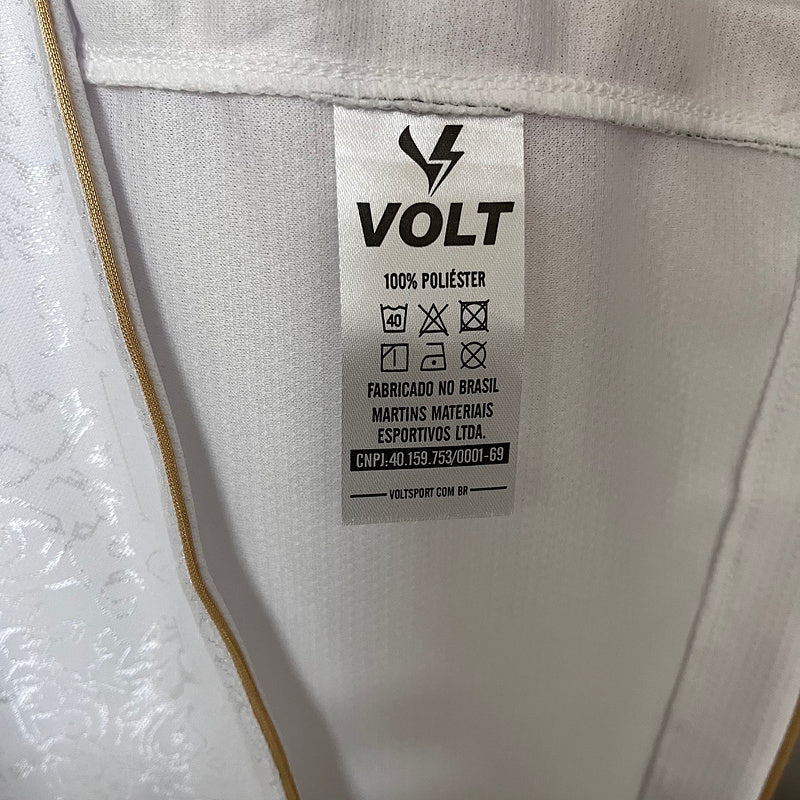 VOLT
100% POLIÉSTER
40
FABRICADO NO BRASIL
MARTINS MATERIAIS
ESPORTIVOS LTDA.
CNPJ:40.159.753/0001-69
VOLTSPORT COM BR